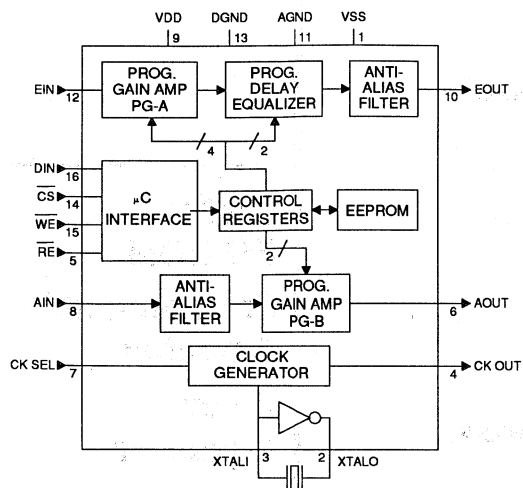 VDD DGND AGND VSS
9 13 11 1
EIN
12
PROG.
GAIN AMP
PG-A
PROG.
DELAY
EQUALIZER
ANTI-
ALIAS
FILTER
10
EOUT
4
2
DIN
16
CS
14
WE
15
RE
5
μC
INTERFACE
CONTROL
REGISTERS
EEPROM
2
AIN
8
ANTI-
ALIAS
FILTER
PROG.
GAIN AMP
PG-B
6
AOUT
CK SEL
7
CLOCK
GENERATOR
4
CK OUT
XTALI 3 2 XTALO